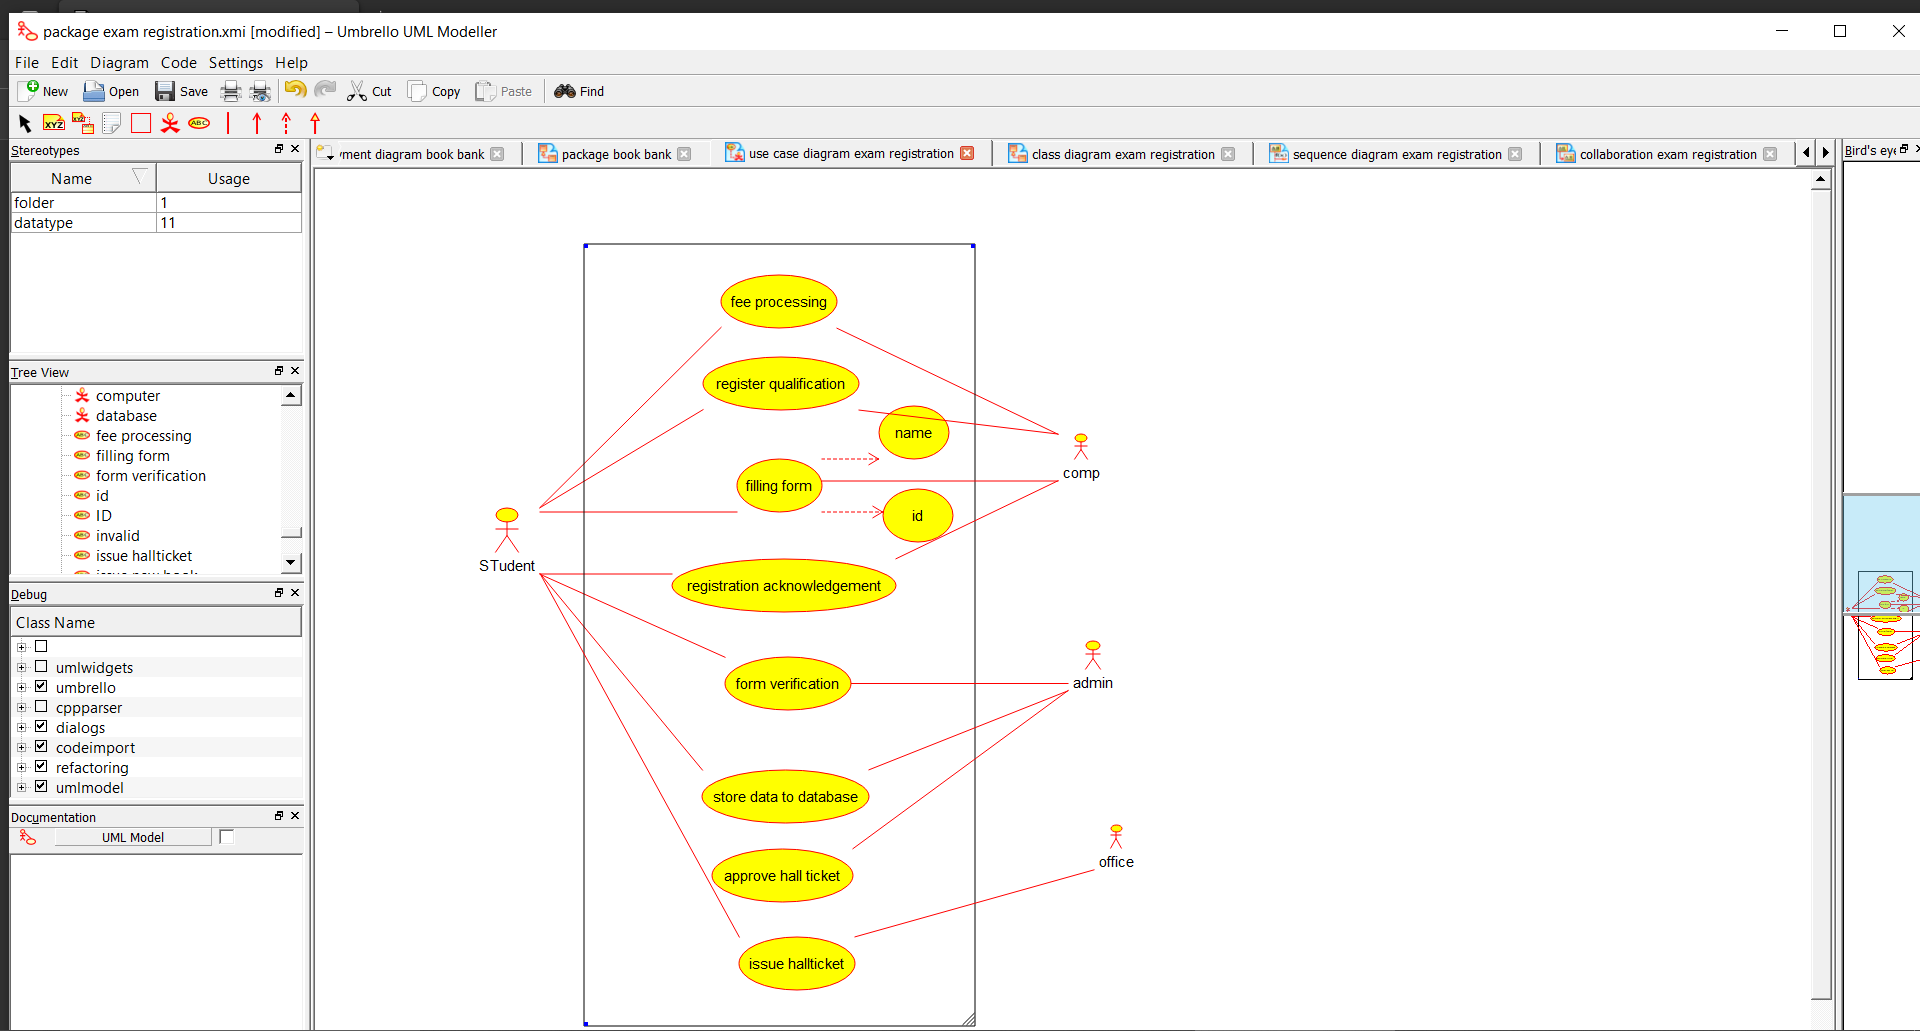 package exam registration.xmi [modified] – Umbrello UML Modeller
File Edit Diagram Code Settings Help
New Open Save Cut Copy Paste Find
XYZ XYZ ABC
Stereotypes
Name Usage
folder 1
datatype 11
Tree View
computer
database
fee processing
filling form
form verification
id
ID
invalid
issue hallticket
Debug
Class Name
umlwidgets
umbrello
cppparser
dialogs
codeimport
refactoring
umlmodel
Documentation
UML Model
yment diagram book bank package book bank use case diagram exam registration class diagram exam registration sequence diagram exam registration collaboration exam registration
Bird's eye
fee processing
register qualification
name
filling form
comp
id
STudent
registration acknowledgement
form verification
admin
store data to database
office
approve hall ticket
issue hallticket